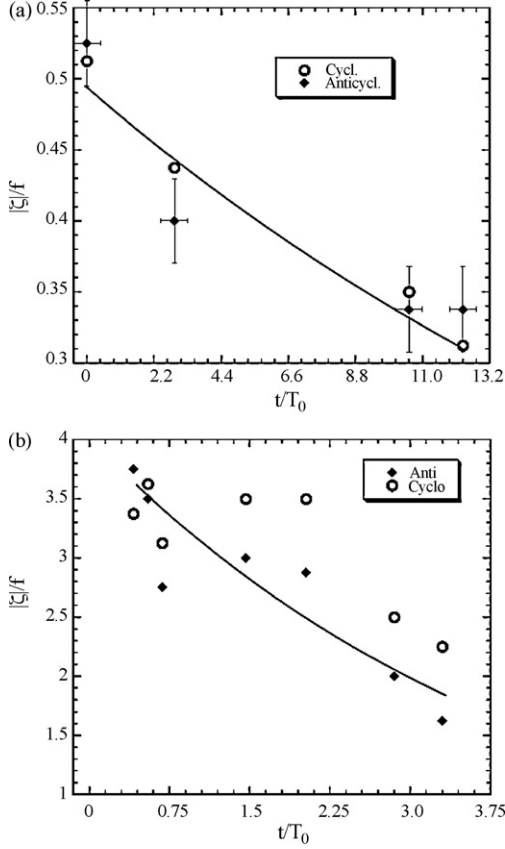 (a)
0.55
0.5
0.45
0.4
0.35
0.3
|ζ|/f
Cycl.
Anticycl.
0 2.2 4.4 6.6 8.8 11.0 13.2
t/T0
(b)
4
3.5
3
2.5
2
1.5
1
|ζ|/f
Anti
Cyclo
0 0.75 1.5 2.25 3.0 3.75
t/T0